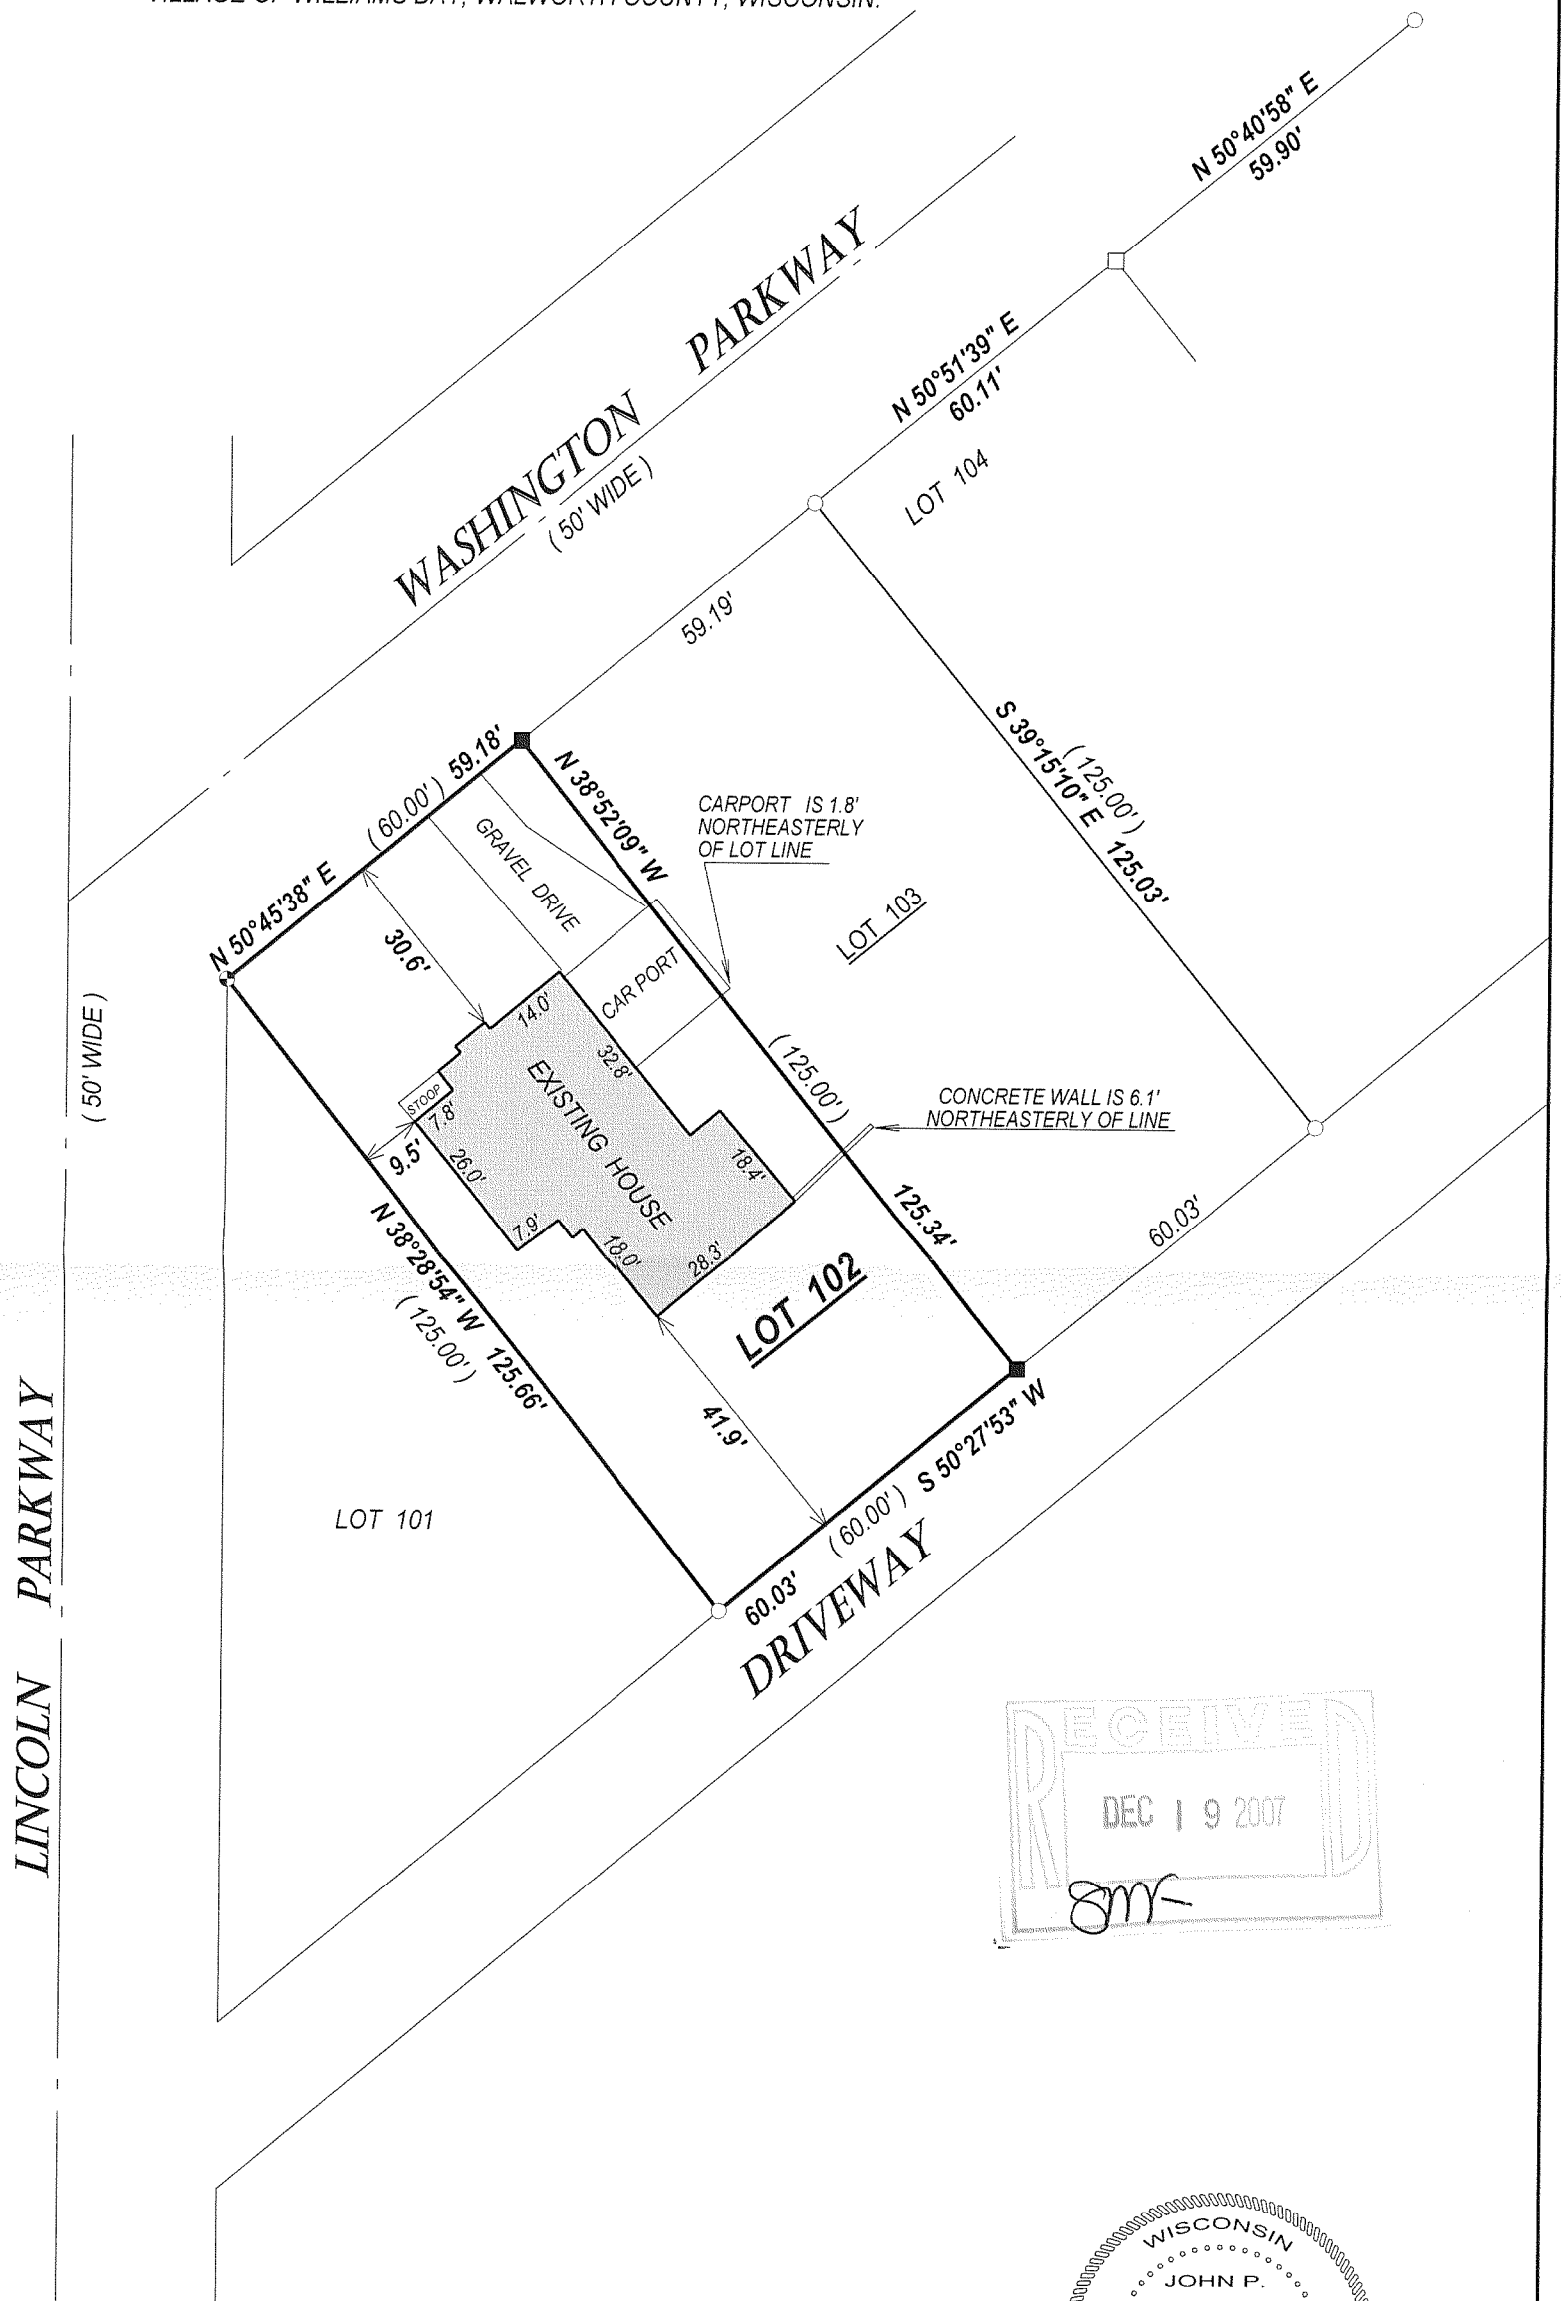 VILLAGE OF WILLIAMS BAY, WALWORTH COUNTY, WISCONSIN.
N 50°40'58" E
59.90'
WASHINGTON PARKWAY
( 50' WIDE )
N 50°51'39" E
60.11'
LOT 104
59.19'
S 39°15'10" E 125.03'
( 125.00' )
N 50°45'38" E
( 60.00' ) 59.18'
N 38°52'09" W
CARPORT IS 1.8'
NORTHEASTERLY
OF LOT LINE
GRAVEL DRIVE
LOT 103
30.6'
CAR PORT
14.0'
32.8'
( 50' WIDE )
( 125.00' )
EXISTING HOUSE
STOOP
7.8'
9.5'
26.0'
CONCRETE WALL IS 6.1'
NORTHEASTERLY OF LINE
18.4'
7.9'
18.0'
28.3'
125.34'
60.03'
N 38°28'54" W 125.66'
( 125.00' )
LOT 102
41.9'
S 50°27'53" W
( 60.00' )
60.03'
LOT 101
DRIVEWAY
LINCOLN PARKWAY
RECEIVED
DEC 19 2007
WISCONSIN
JOHN P.